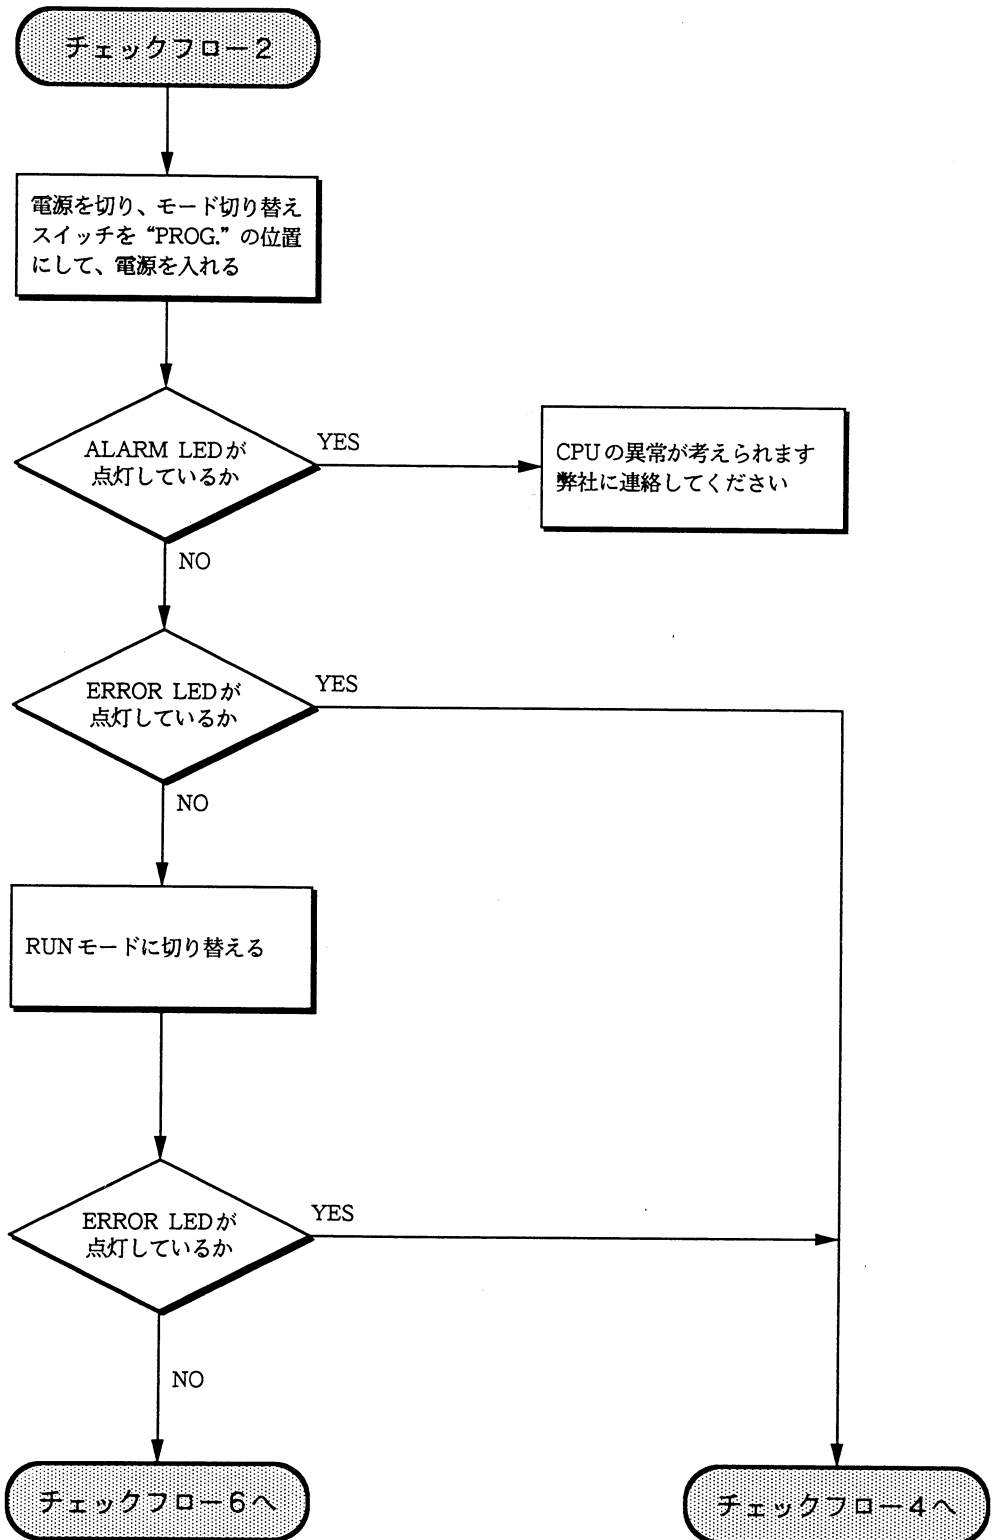 チェックフロー2
電源を切り、モード切り替え
スイッチを“PROG.”の位置
にして、電源を入れる
ALARM LEDが
点灯しているか
YES
CPUの異常が考えられます
弊社に連絡してください
NO
ERROR LEDが
点灯しているか
YES
NO
RUNモードに切り替える
ERROR LEDが
点灯しているか
YES
NO
チェックフロー6へ
チェックフロー4へ